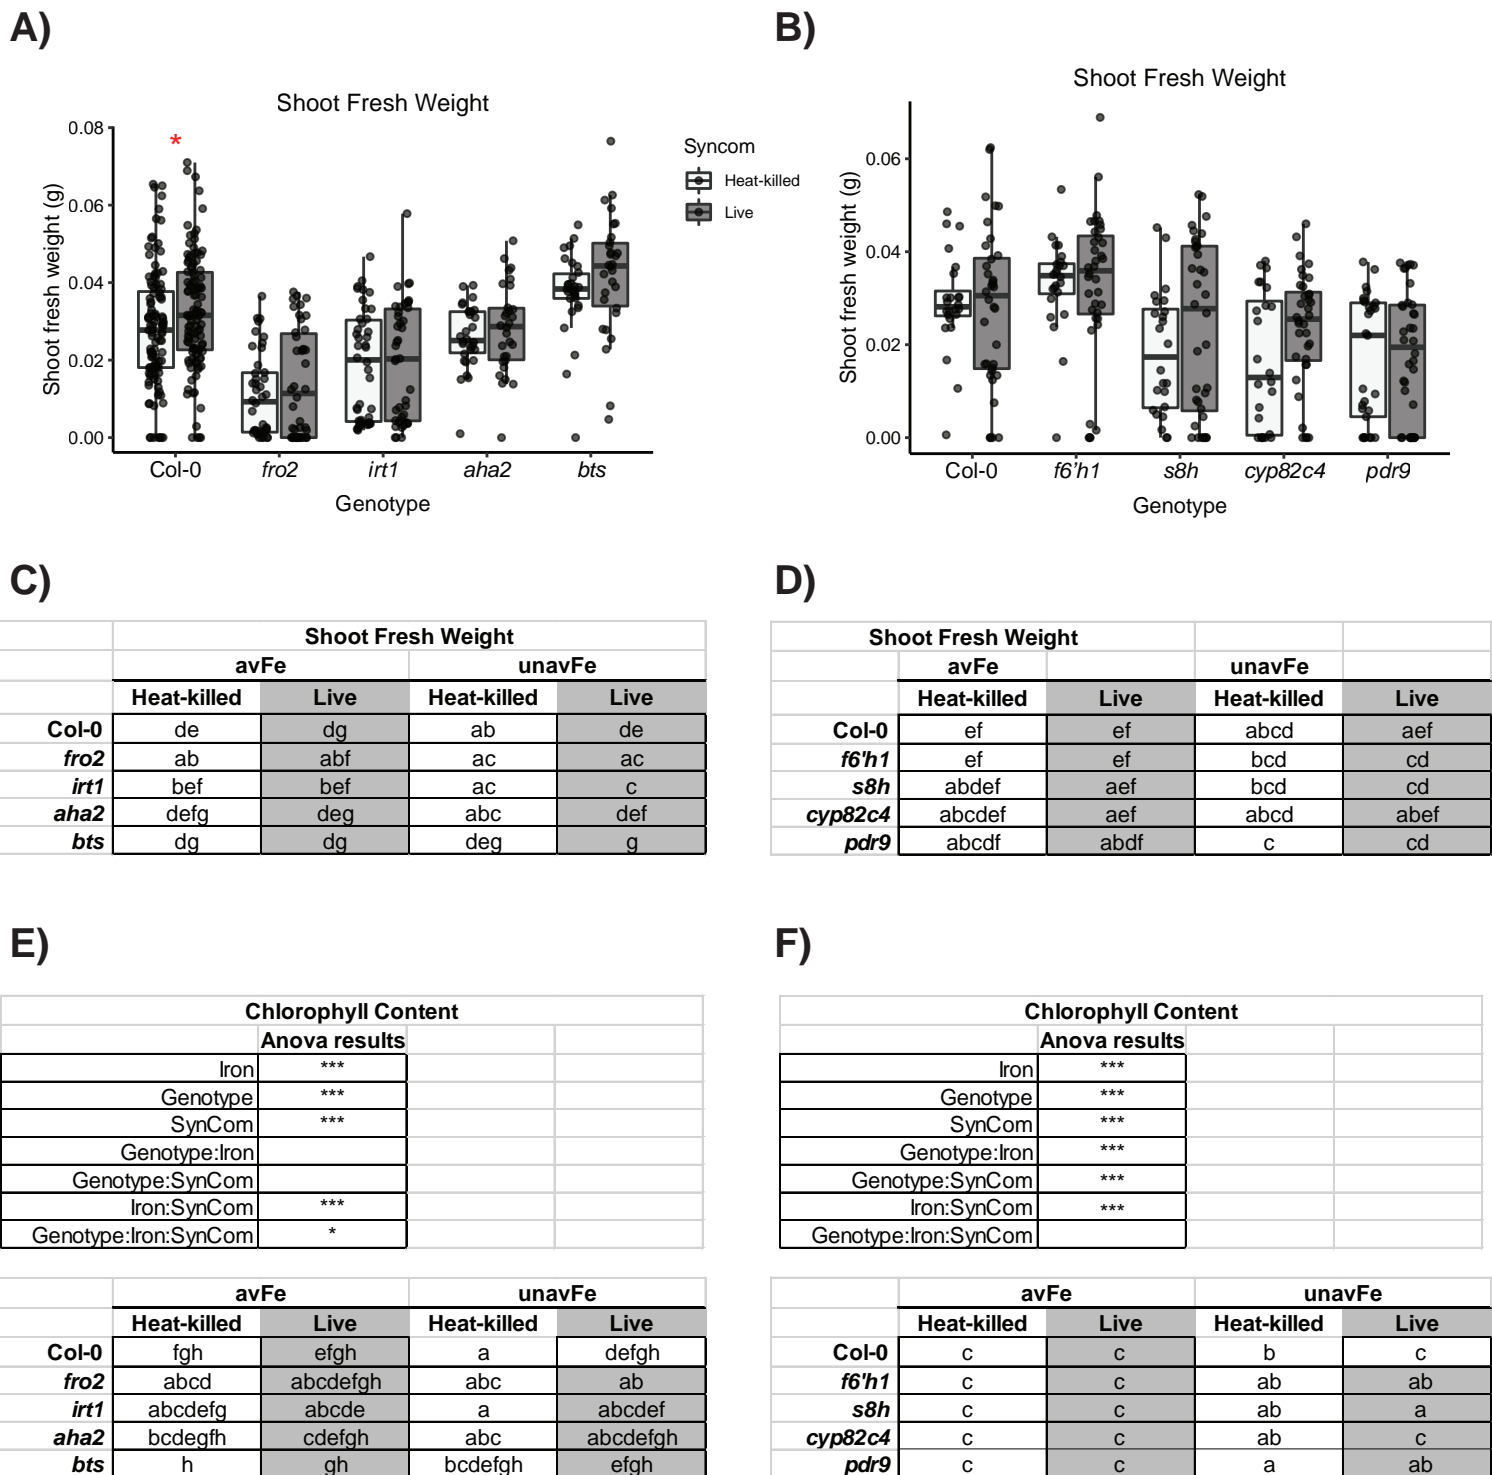 A)
B)
Shoot Fresh Weight
Shoot fresh weight (g)
0.08
0.06
0.04
0.02
0.00
*
Col-0 fro2 irt1 aha2 bts
Genotype
Syncom
Heat-killed
Live
Shoot Fresh Weight
Shoot fresh weight (g)
0.06
0.04
0.02
0.00
Col-0 f6'h1 s8h cyp82c4 pdr9
Genotype
C)
Shoot Fresh Weight
avFe unavFe
Heat-killed Live Heat-killed Live
Col-0 de dg ab de
fro2 ab abf ac ac
irt1 bef bef ac c
aha2 defg deg abc def
bts dg dg deg g
D)
Shoot Fresh Weight
avFe unavFe
Heat-killed Live Heat-killed Live
Col-0 ef ef abcd aef
f6'h1 ef ef bcd cd
s8h abdef aef bcd cd
cyp82c4 abcdef aef abcd abef
pdr9 abcdf abdf c cd
E)
Chlorophyll Content
Anova results
Iron ***
Genotype ***
SynCom ***
Genotype:Iron
Genotype:SynCom
Iron:SynCom ***
Genotype:Iron:SynCom *
avFe unavFe
Heat-killed Live Heat-killed Live
Col-0 fgh efgh a defgh
fro2 abcd abcdefgh abc ab
irt1 abcdefg abcde a abcdef
aha2 bcdegfh cdefgh abc abcdefgh
bts h gh bcdefgh efgh
F)
Chlorophyll Content
Anova results
Iron ***
Genotype ***
SynCom ***
Genotype:Iron ***
Genotype:SynCom ***
Iron:SynCom ***
Genotype:Iron:SynCom
avFe unavFe
Heat-killed Live Heat-killed Live
Col-0 c c b c
f6'h1 c c ab ab
s8h c c ab a
cyp82c4 c c ab c
pdr9 c c a ab